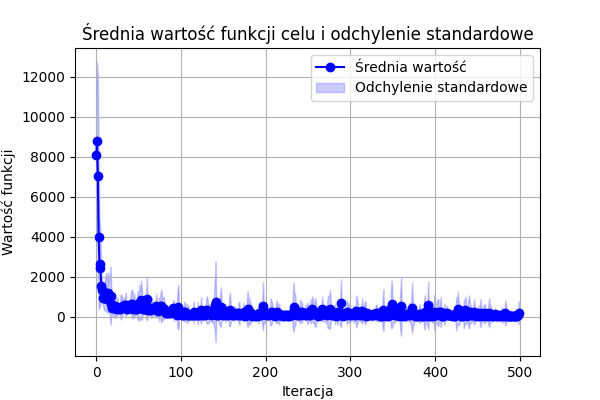 Średnia wartość funkcji celu i odchylenie standardowe
Średnia wartość
Odchylenie standardowe
Wartość funkcji
12000
10000
8000
6000
4000
2000
0
0 100 200 300 400 500
Iteracja